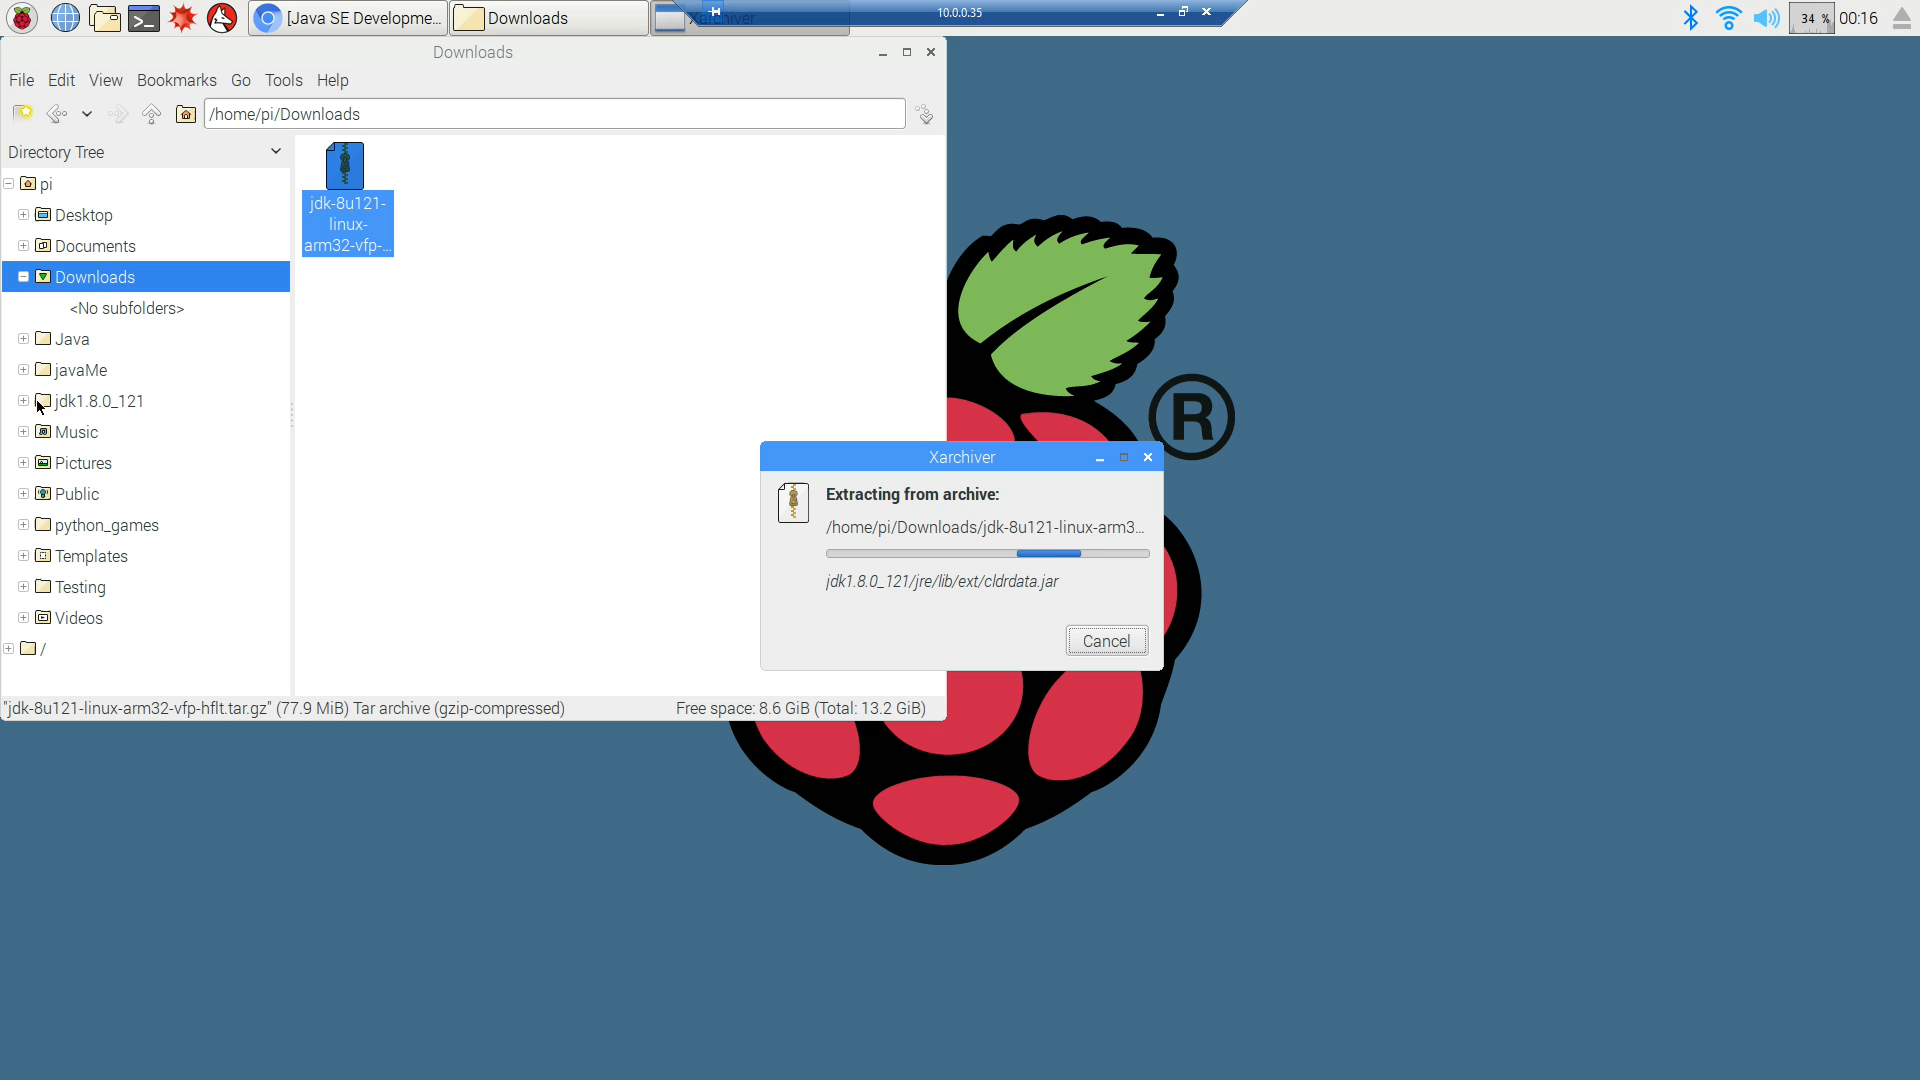 [Java SE Developme...
Downloads
10.0.0.35
34 %
00:16
Downloads
File Edit View Bookmarks Go Tools Help
/home/pi/Downloads
Directory Tree
pi
Desktop
Documents
Downloads
<No subfolders>
Java
javaMe
jdk1.8.0_121
Music
Pictures
Public
python_games
Templates
Testing
Videos
/
jdk-8u121-
linux-
arm32-vfp-...
Xarchiver
Extracting from archive:
/home/pi/Downloads/jdk-8u121-linux-arm3...
jdk1.8.0_121/jre/lib/ext/cldrdata.jar
Cancel
"jdk-8u121-linux-arm32-vfp-hflt.tar.gz" (77.9 MiB) Tar archive (gzip-compressed)
Free space: 8.6 GiB (Total: 13.2 GiB)
R